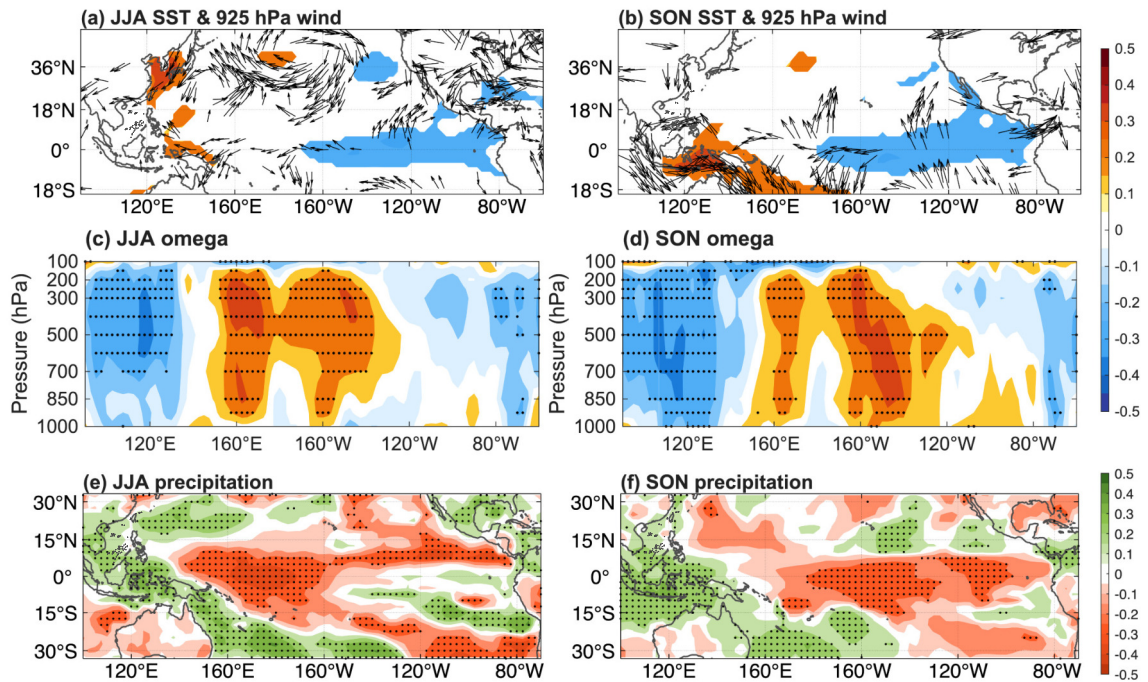 (a) JJA SST & 925 hPa wind
(b) SON SST & 925 hPa wind
36°N
18°N
0°
18°S
120°E 160°E 160°W 120°W 80°W
36°N
18°N
0°
18°S
120°E 160°E 160°W 120°W 80°W
0.5
0.4
0.3
0.2
0.1
0
-0.1
-0.2
-0.3
-0.4
-0.5
(c) JJA omega
(d) SON omega
Pressure (hPa)
100
200
300
500
700
850
1000
120°E 160°E 160°W 120°W 80°W
Pressure (hPa)
100
200
300
500
700
850
1000
120°E 160°E 160°W 120°W 80°W
(e) JJA precipitation
(f) SON precipitation
30°N
15°N
0°
15°S
30°S
120°E 160°E 160°W 120°W 80°W
30°N
15°N
0°
15°S
30°S
120°E 160°E 160°W 120°W 80°W
0.5
0.4
0.3
0.2
0.1
0
-0.1
-0.2
-0.3
-0.4
-0.5